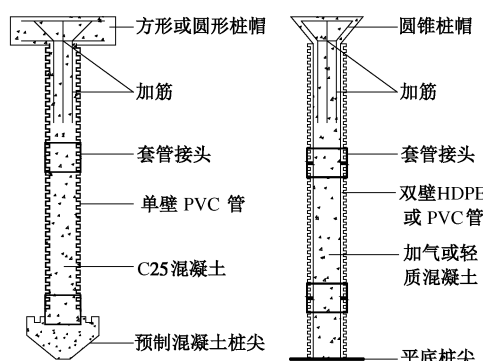 方形或圆形桩帽
加筋
套管接头
单壁 PVC 管
C25混凝土
预制混凝土桩尖
圆锥桩帽
加筋
套管接头
双壁HDPE
或 PVC管
加气或轻
质混凝土
平底桩尖